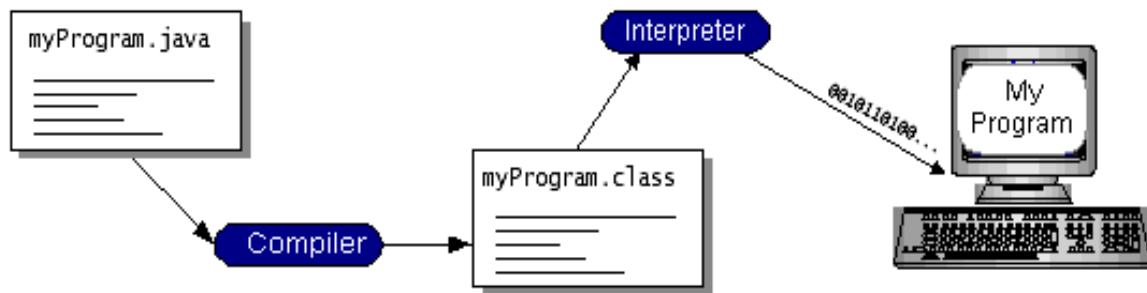 myProgram.java
Compiler
myProgram.class
Interpreter
0010110100...
My
Program